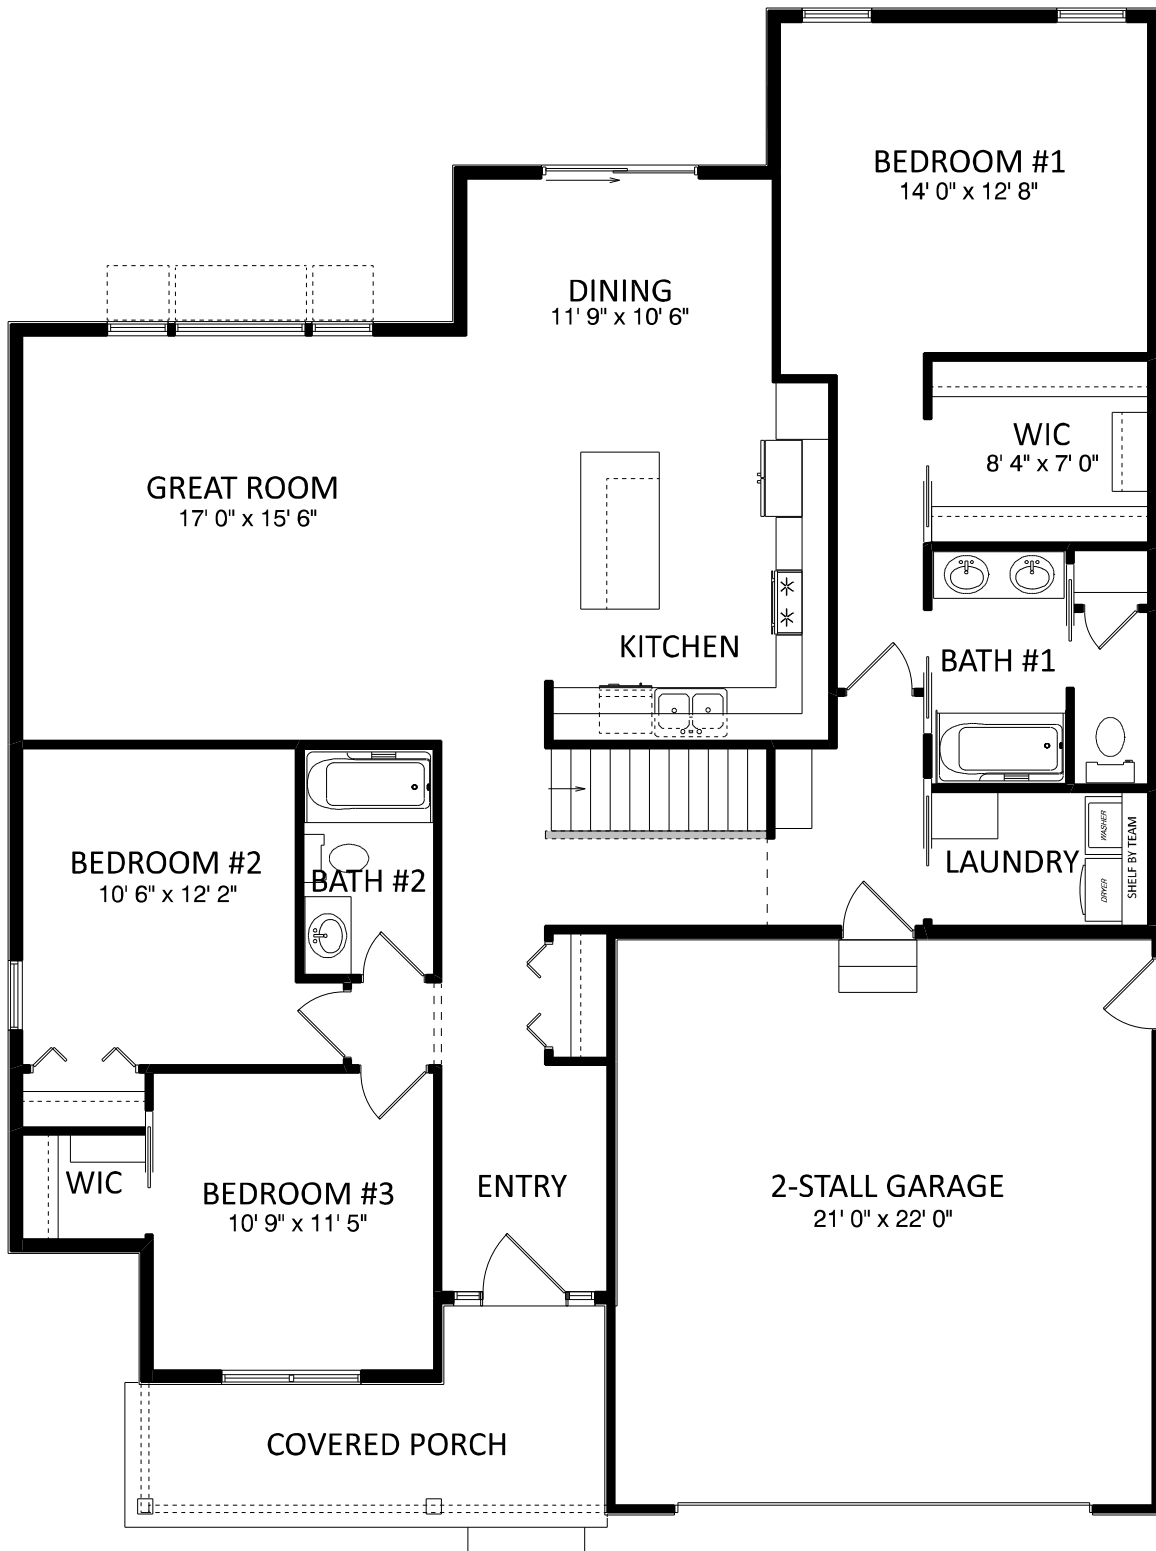 BEDROOM #1
14' 0" x 12' 8"
DINING
11' 9" x 10' 6"
WIC
8' 4" x 7' 0"
GREAT ROOM
17' 0" x 15' 6"
KITCHEN
BATH #1
WASHER
SHELF BY TEAM
LAUNDRY
DRYER
BEDROOM #2
10' 6" x 12' 2"
BATH #2
WIC
BEDROOM #3
10' 9" x 11' 5"
ENTRY
2-STALL GARAGE
21' 0" x 22' 0"
COVERED PORCH